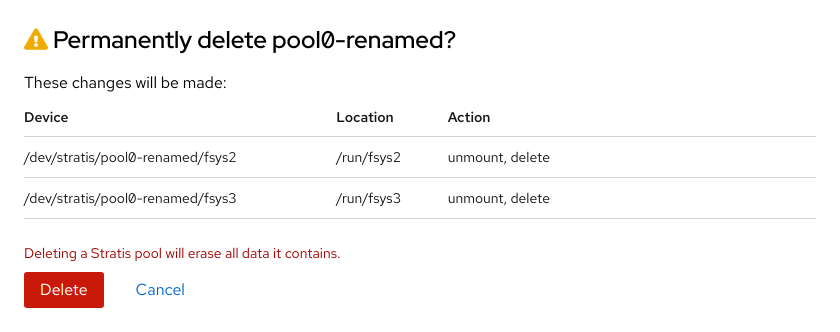 Permanently delete pool0-renamed?
These changes will be made:
Device Location Action
/dev/stratis/pool0-renamed/fsys2 /run/fsys2 unmount, delete
/dev/stratis/pool0-renamed/fsys3 /run/fsys3 unmount, delete
Deleting a Stratis pool will erase all data it contains.
Delete Cancel